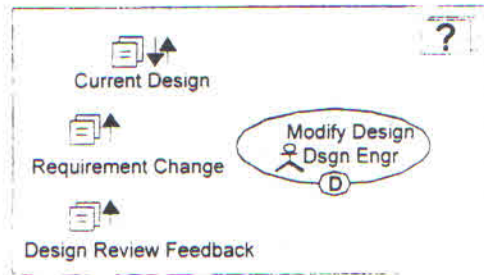 ?
Current Design
Modify Design
Dsgn Engr
Requirement Change
D
Design Review Feedback